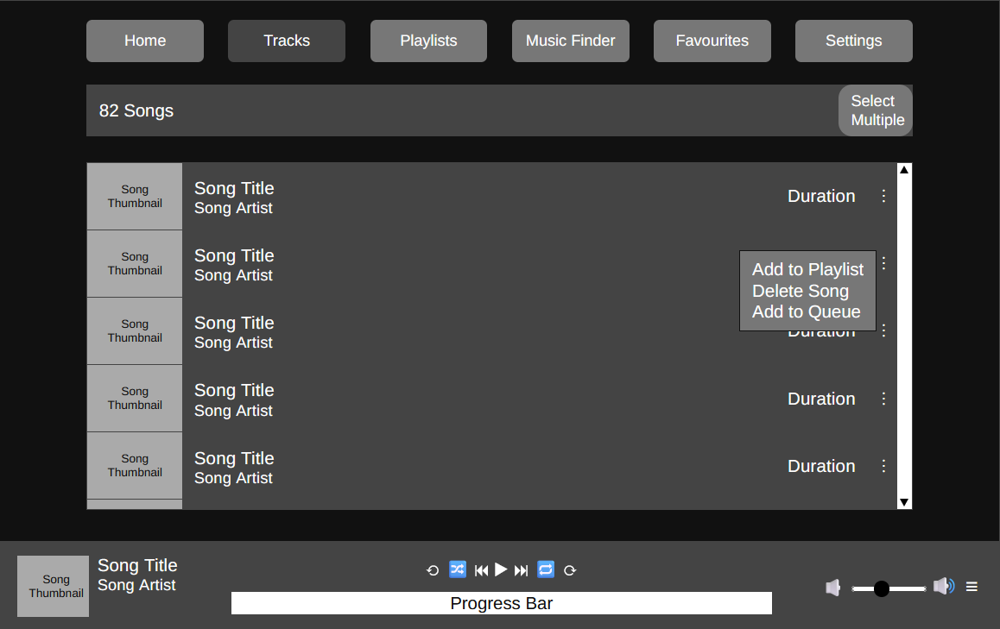 Home
Tracks
Playlists
Music Finder
Favourites
Settings
82 Songs
Select
Multiple
Song
Thumbnail
Song Title
Song Artist
Duration
Song
Thumbnail
Song Title
Song Artist
Add to Playlist
Delete Song
Add to Queue
Song
Thumbnail
Song Title
Song Artist
Duration
Song
Thumbnail
Song Title
Song Artist
Duration
Song
Thumbnail
Song Title
Song Artist
Duration
Song
Thumbnail
Song Title
Song Artist
Progress Bar